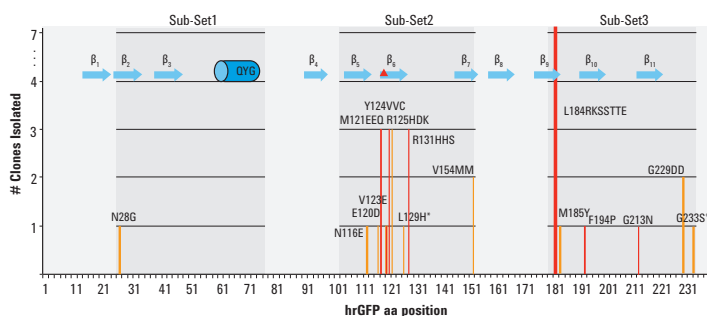 Sub-Set1 Sub-Set2 Sub-Set3
7
β1 β2 β3 QYG β4 β5 β6 β7 β8 β9 β10 β11
4
Y124VVC
M121EEQ R125HDK
L184RKSSTTE
3
R131HHS
V154MM
G229DD
2
V123E
N28G
E120D
L129H*
M185Y
F194P
G213N
G233S*
N116E
1
# Clones Isolated
1 11 21 31 41 51 61 71 81 91 101 111 121 131 141 151 161 171 181 191 201 211 221 231
hrGFP aa position